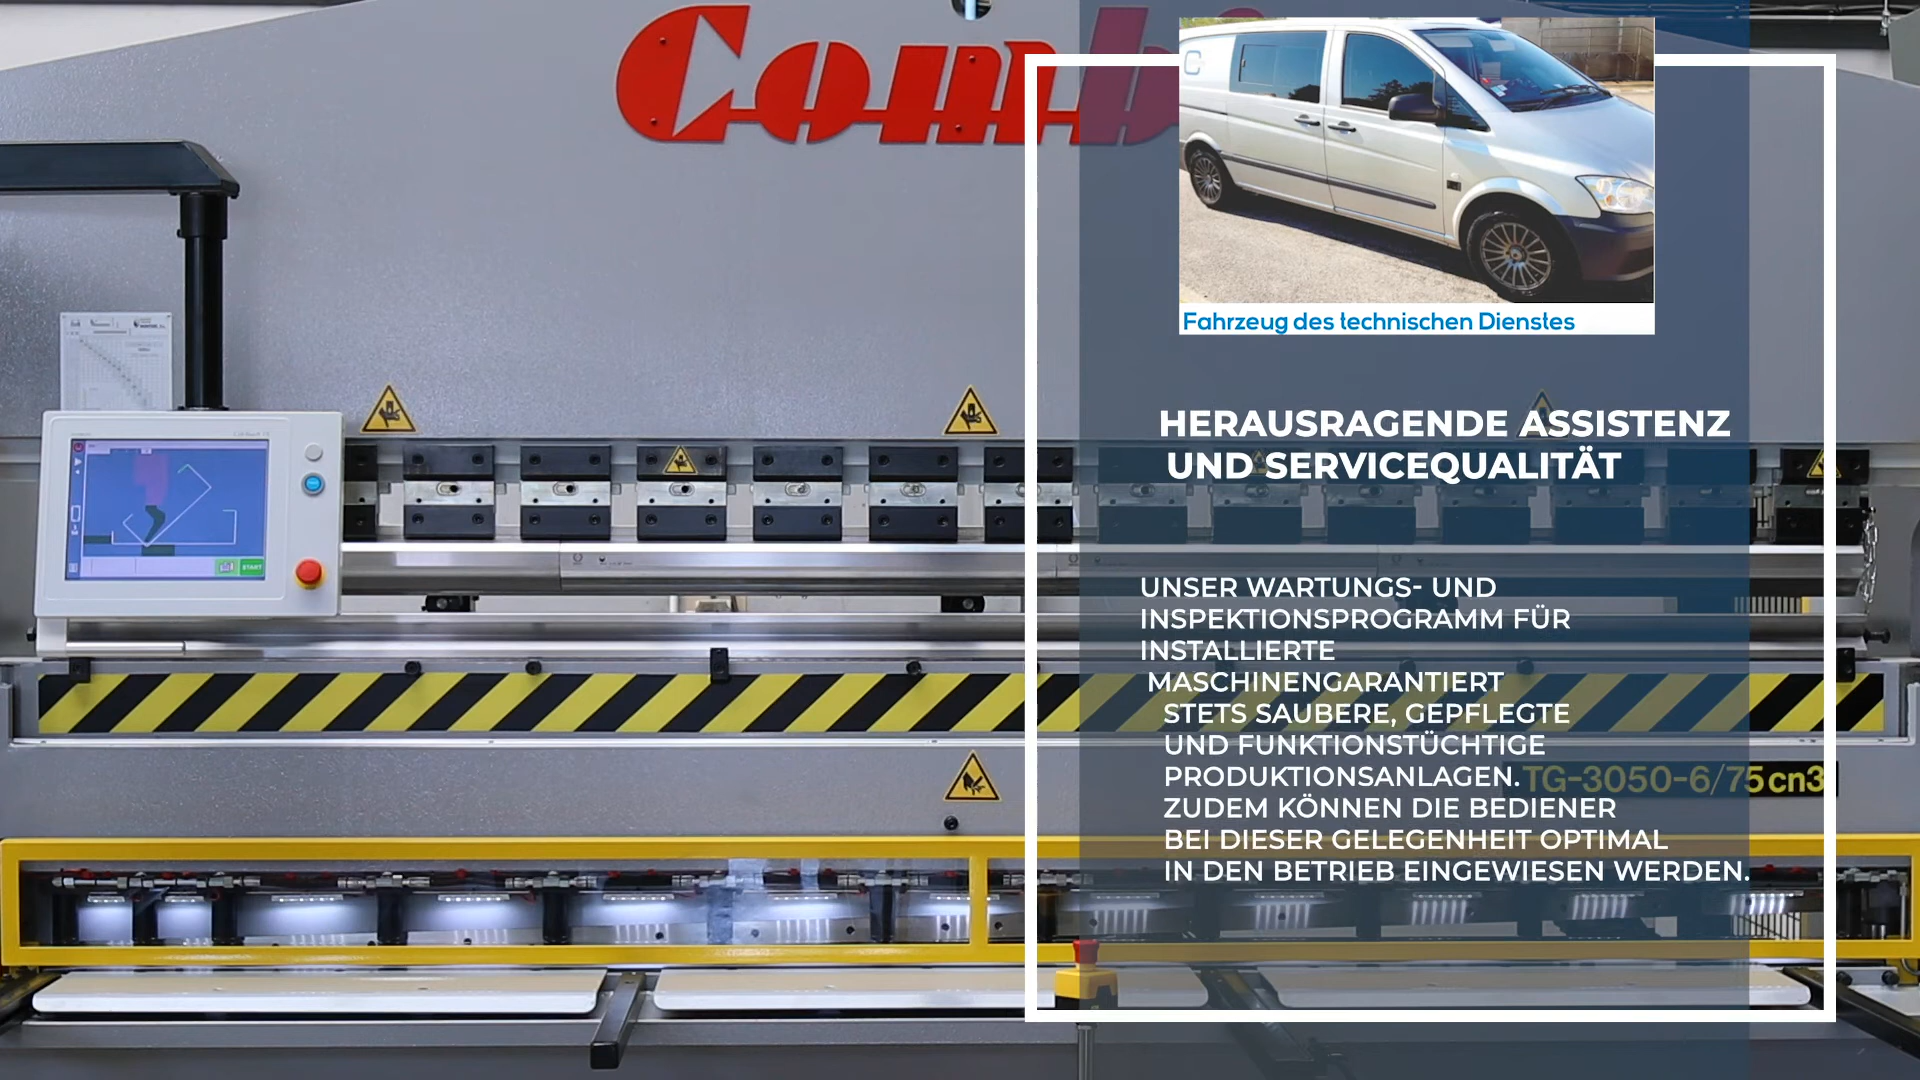 Comb
Fahrzeug des technischen Dienstes
HERAUSRAGENDE ASSISTENZ
UND SERVICEQUALITÄT
UNSER WARTUNGS- UND
INSPEKTIONSPROGRAMM FÜR
INSTALLIERTE
MASCHINENGARANTIERT
STETS SAUBERE, GEPFLEGTE
UND FUNKTIONSTÜCHTIGE
PRODUKTIONSANLAGEN.
ZUDEM KÖNNEN DIE BEDIENER
BEI DIESER GELEGENHEIT OPTIMAL
IN DEN BETRIEB EINGEWIESEN WERDEN.
TG-3050-6/75cn3
START